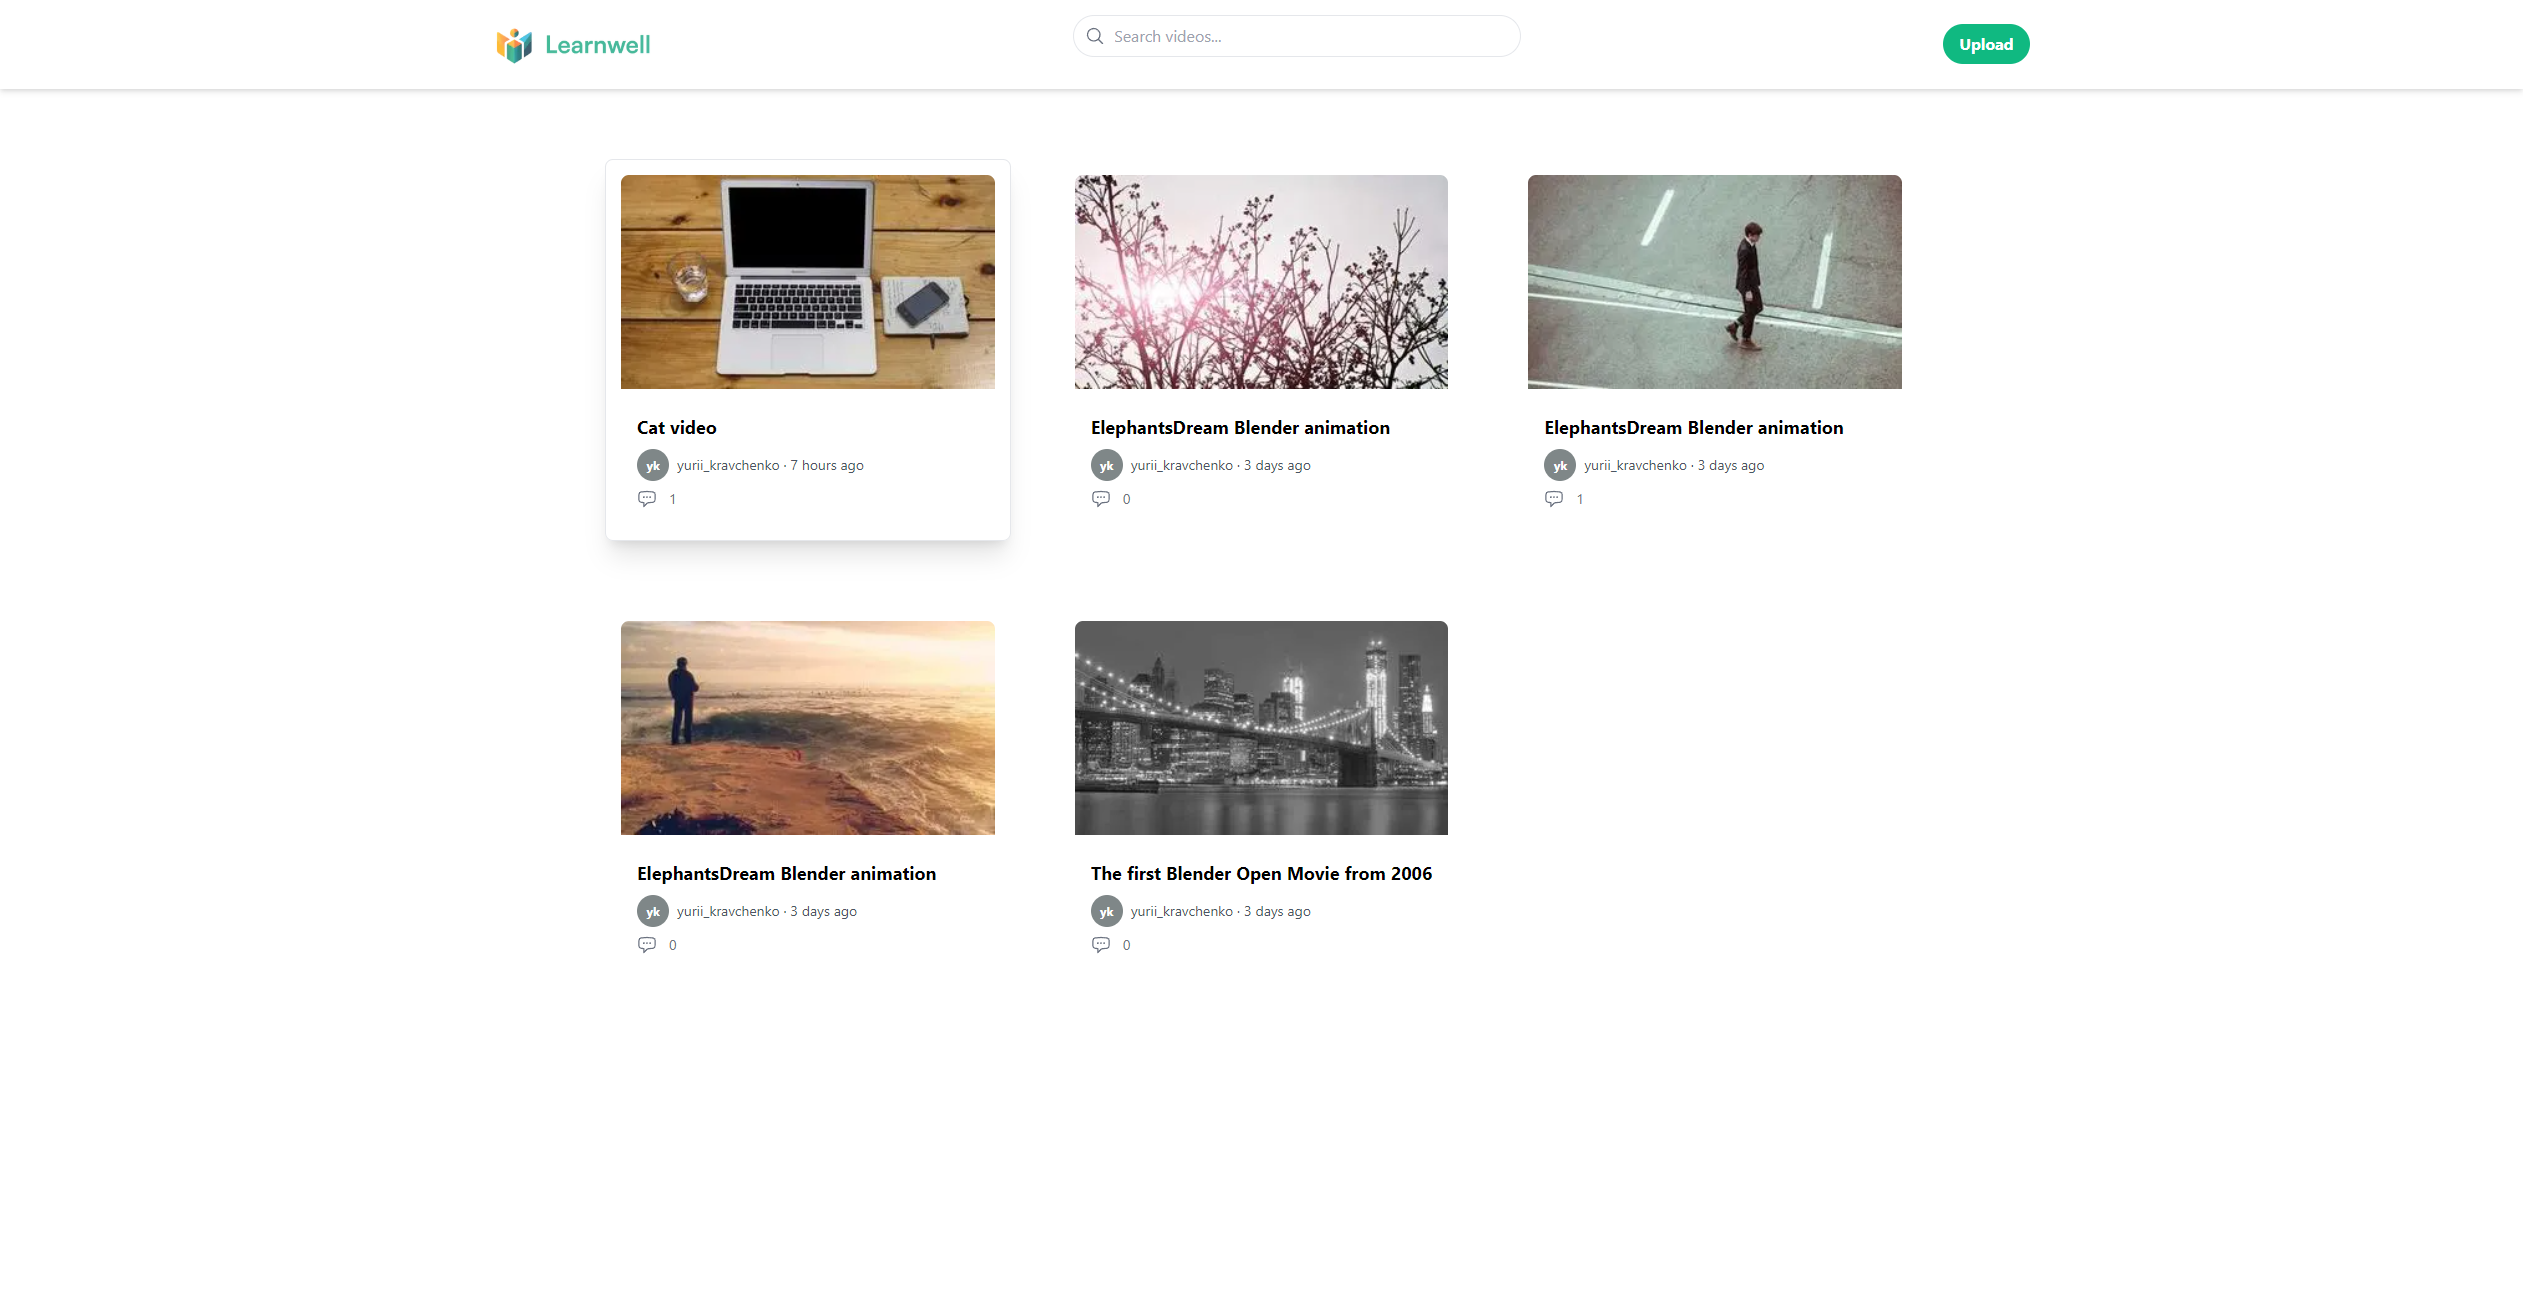 Learnwell
Search videos...
Upload
Cat video
yk yurii_kravchenko · 7 hours ago
1
ElephantsDream Blender animation
yk yurii_kravchenko · 3 days ago
0
ElephantsDream Blender animation
yk yurii_kravchenko · 3 days ago
1
ElephantsDream Blender animation
yk yurii_kravchenko · 3 days ago
0
The first Blender Open Movie from 2006
yk yurii_kravchenko · 3 days ago
0